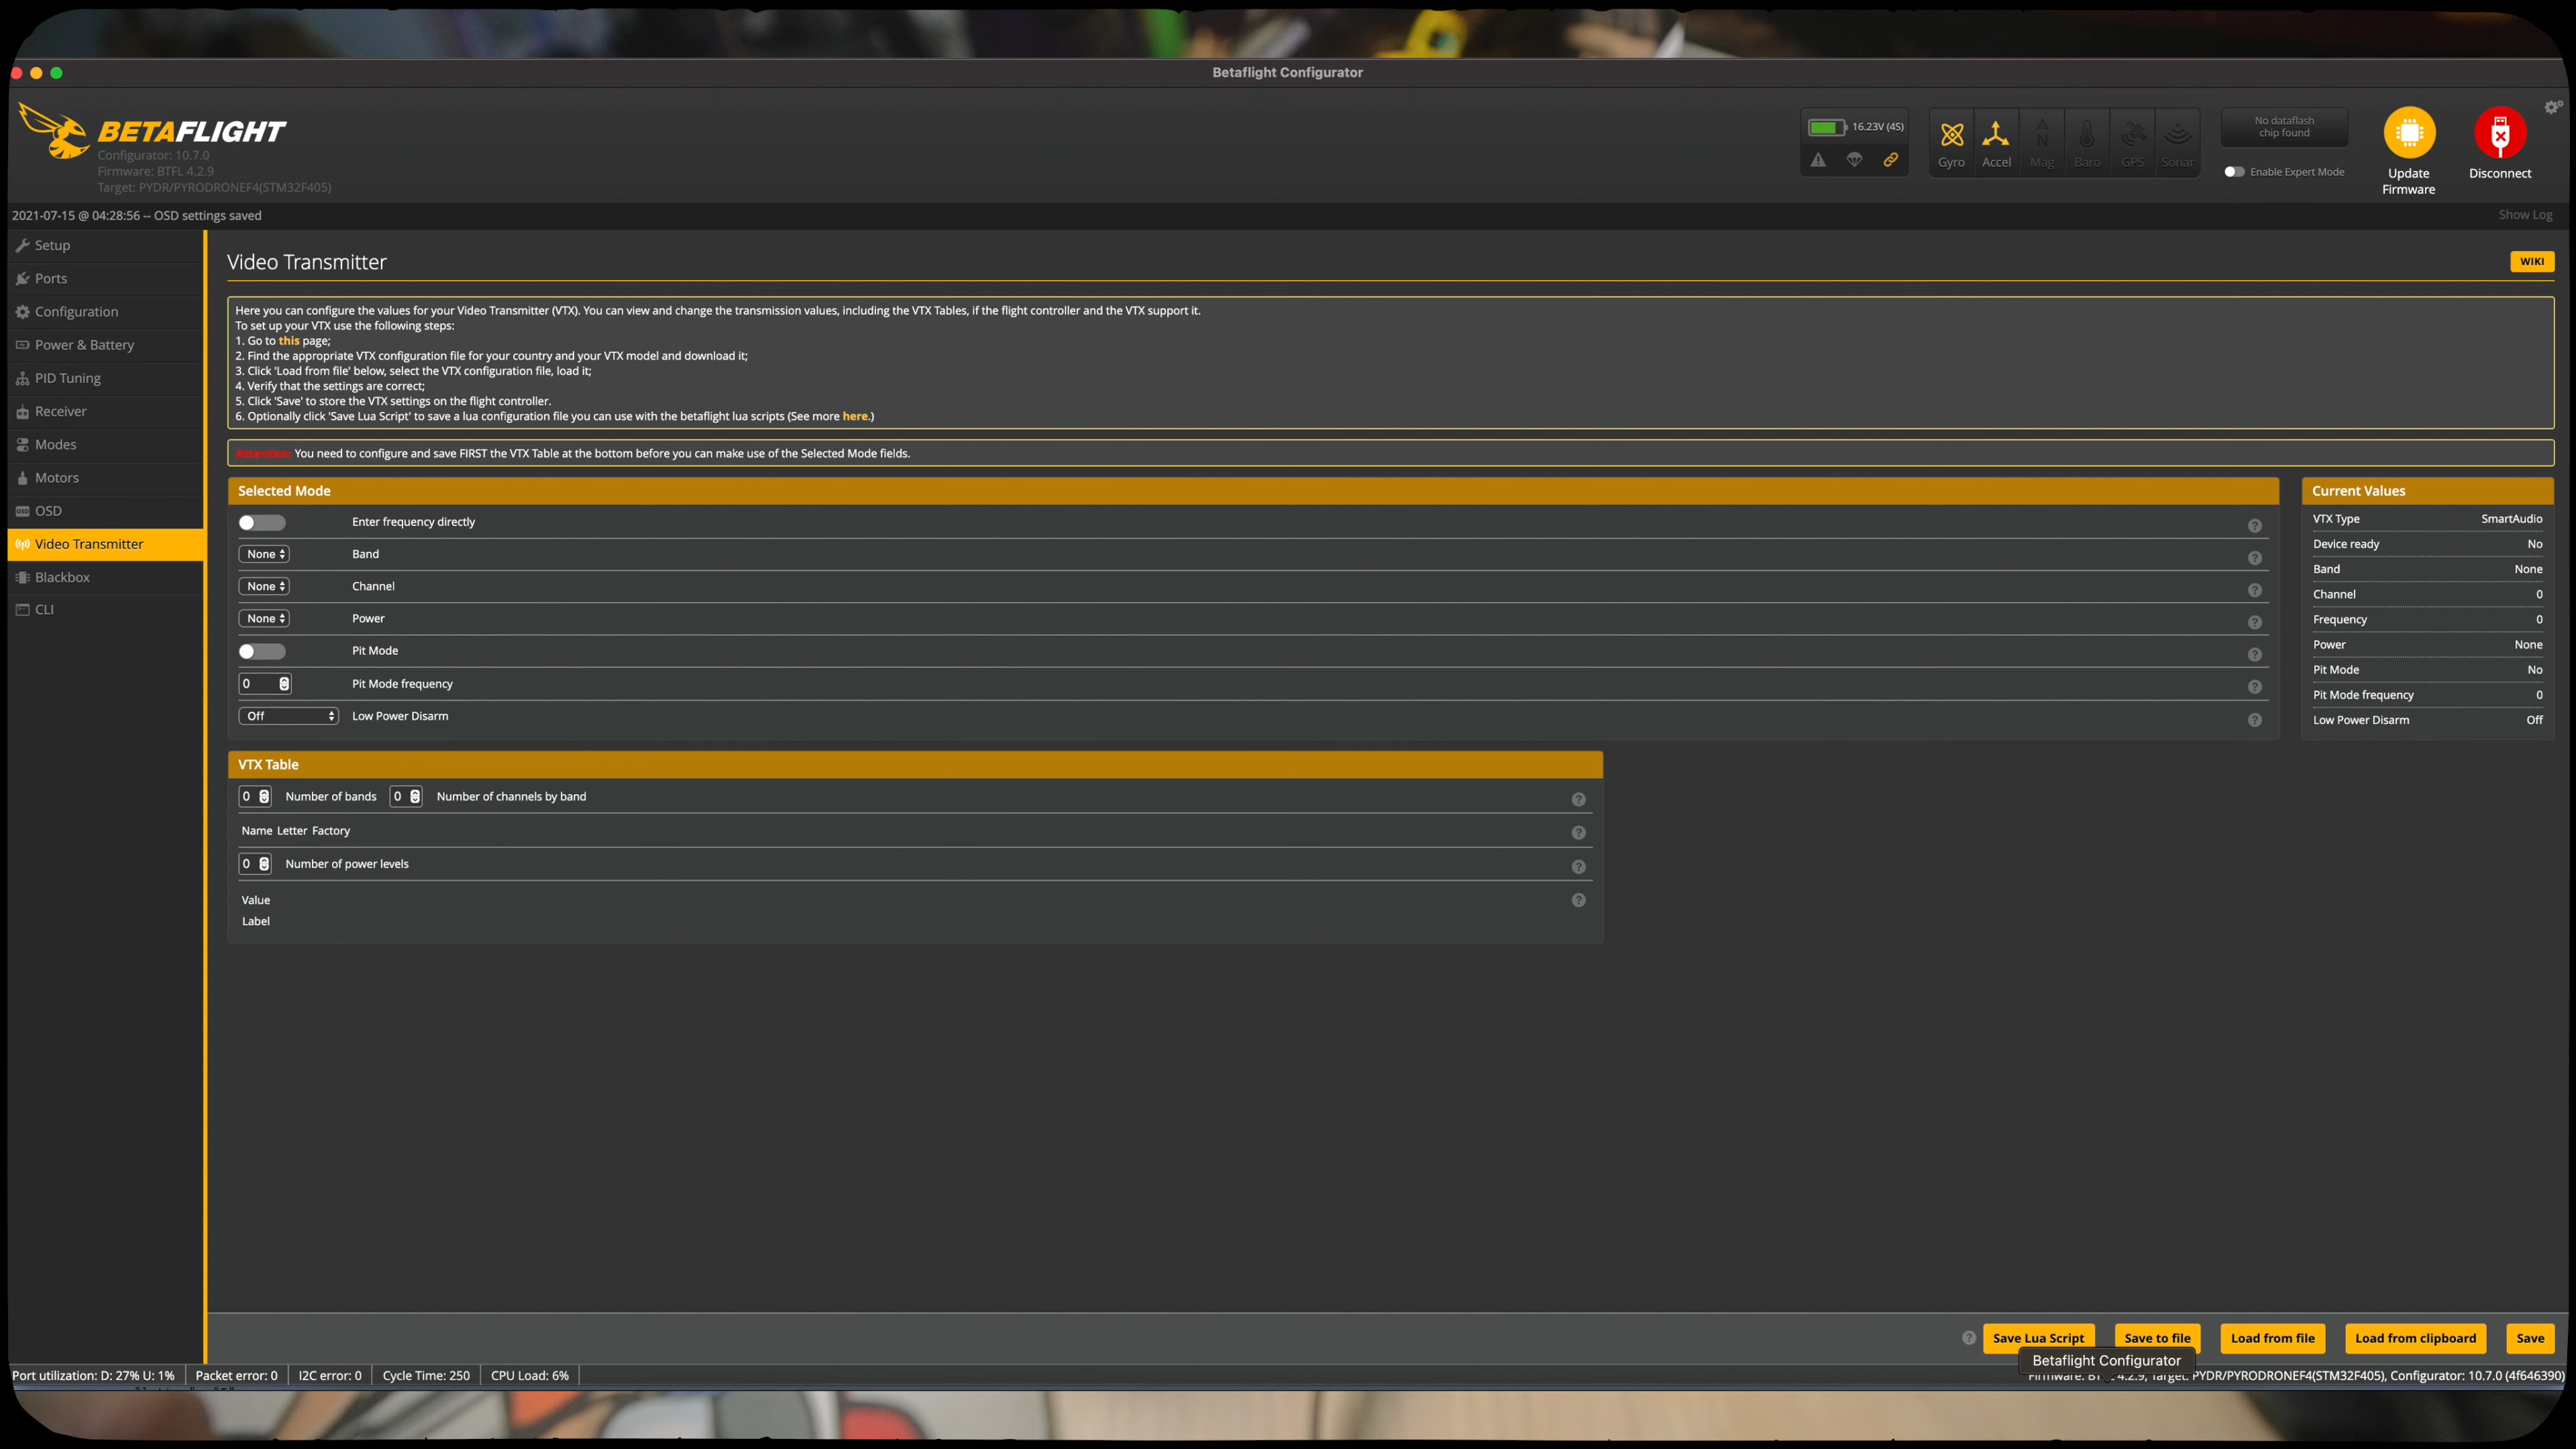 Betaflight Configurator
BETAFLIGHT
Configurator: 10.7.0
Firmware: BTFL 4.2.9
Target: PYDR/PYRODRONEF4(STM32F405)
16.23V (4S)
Gyro
Accel
Mag
Baro
GPS
Sonar
No dataflash
chip found
Enable Expert Mode
Update
Firmware
Disconnect
2021-07-15 @ 04:28:56 -- OSD settings saved
Show Log
Setup
Ports
Configuration
Power & Battery
PID Tuning
Receiver
Modes
Motors
OSD
Video Transmitter
Blackbox
CLI
Video Transmitter
WIKI
Here you can configure the values for your Video Transmitter (VTX). You can view and change the transmission values, including the VTX Tables, if the flight controller and the VTX support it.
To set up your VTX use the following steps:
1. Go to this page;
2. Find the appropriate VTX configuration file for your country and your VTX model and download it;
3. Click 'Load from file' below, select the VTX configuration file, load it;
4. Verify that the settings are correct;
5. Click 'Save' to store the VTX settings on the flight controller.
6. Optionally click 'Save Lua Script' to save a lua configuration file you can use with the betaflight lua scripts (See more here.)
Attention: You need to configure and save FIRST the VTX Table at the bottom before you can make use of the Selected Mode fields.
Selected Mode
Enter frequency directly
None Band
None Channel
None Power
Pit Mode
0 Pit Mode frequency
Off Low Power Disarm
Current Values
VTX Type SmartAudio
Device ready No
Band None
Channel 0
Frequency 0
Power None
Pit Mode No
Pit Mode frequency 0
Low Power Disarm Off
VTX Table
0 Number of bands 0 Number of channels by band
Name Letter Factory
0 Number of power levels
Value
Label
Save Lua Script
Save to file
Load from file
Load from clipboard
Save
Betaflight Configurator
Port utilization: D: 27% U: 1%
Packet error: 0
I2C error: 0
Cycle Time: 250
CPU Load: 6%
4.2.9, Target: PYDR/PYRODRONEF4(STM32F405), Configurator: 10.7.0 (4f646390)